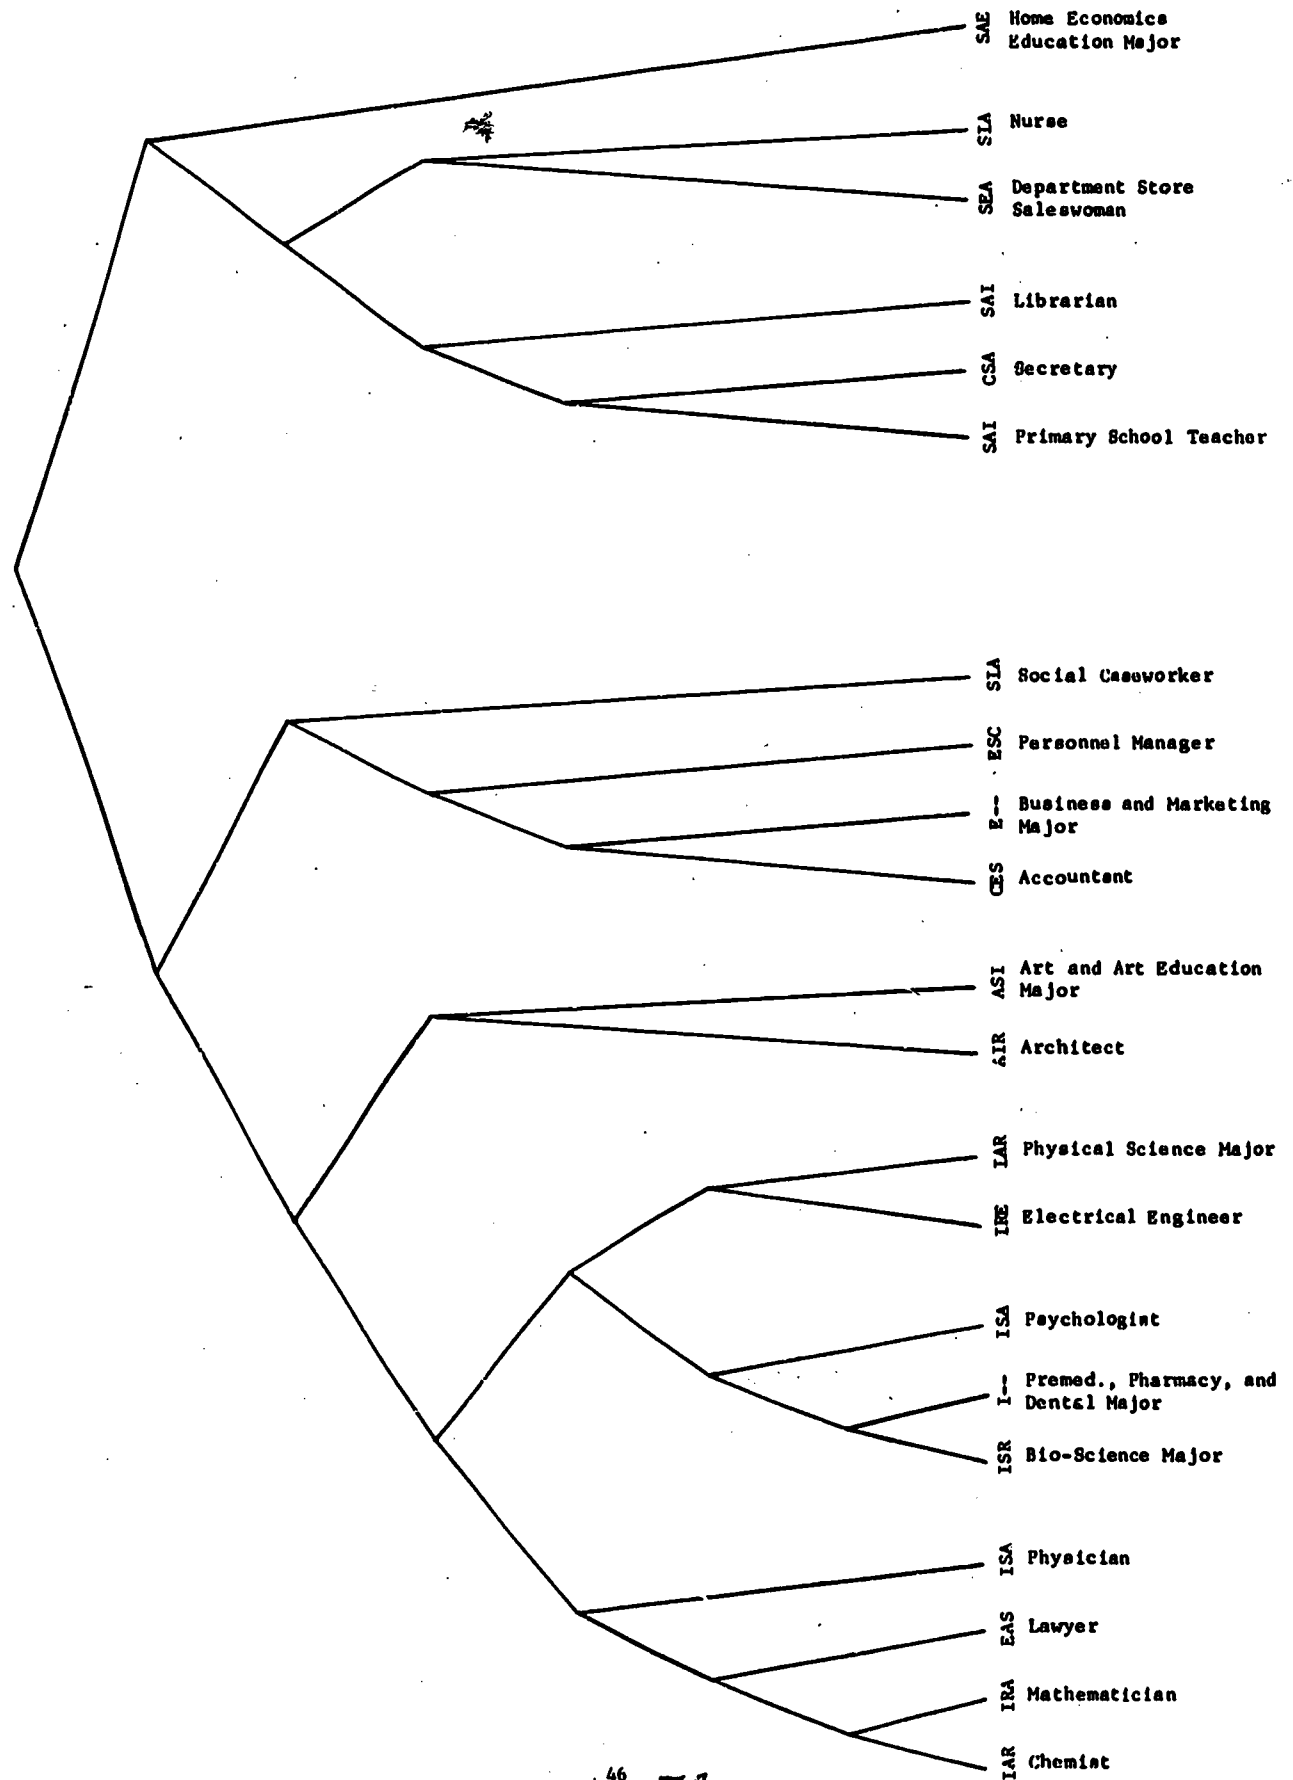 SAE Home Economics
Education Major
SIA Nurse
SEA Department Store
Saleswoman
SAI Librarian
CSA Secretary
SAI Primary School Teacher
SIA Social Caseworker
ESC Personnel Manager
E-- Business and Marketing
Major
CES Accountant
ASI Art and Art Education
Major
AIR Architect
IAR Physical Science Major
IRE Electrical Engineer
ISA Psychologist
I-- Premed., Pharmacy, and
Dental Major
ISR Bio-Science Major
ISA Physician
EAS Lawyer
IRA Mathematician
IAR Chemist
46